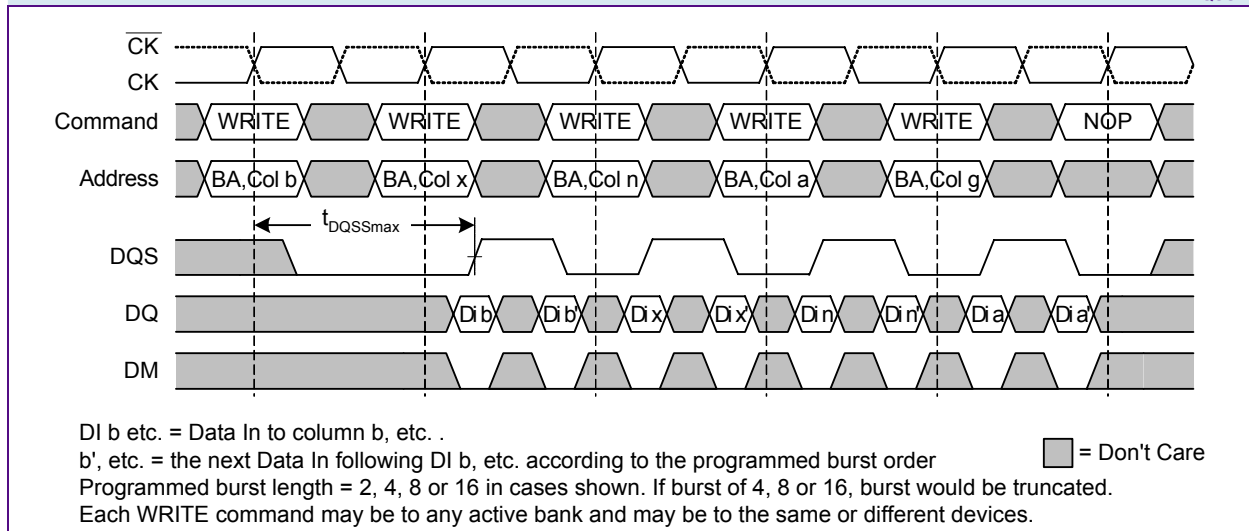 CK
CK
Command WRITE WRITE WRITE WRITE WRITE NOP
Address BA,Col b BA,Col x BA,Col n BA,Col a BA,Col g
tDQSSmax
DQS
DQ Di b Di b' Di x Di x' Di n Di n' Di a Di a'
DM
DI b etc. = Data In to column b, etc. .
b', etc. = the next Data In following DI b, etc. according to the programmed burst order
= Don't Care
Programmed burst length = 2, 4, 8 or 16 in cases shown. If burst of 4, 8 or 16, burst would be truncated.
Each WRITE command may be to any active bank and may be to the same or different devices.